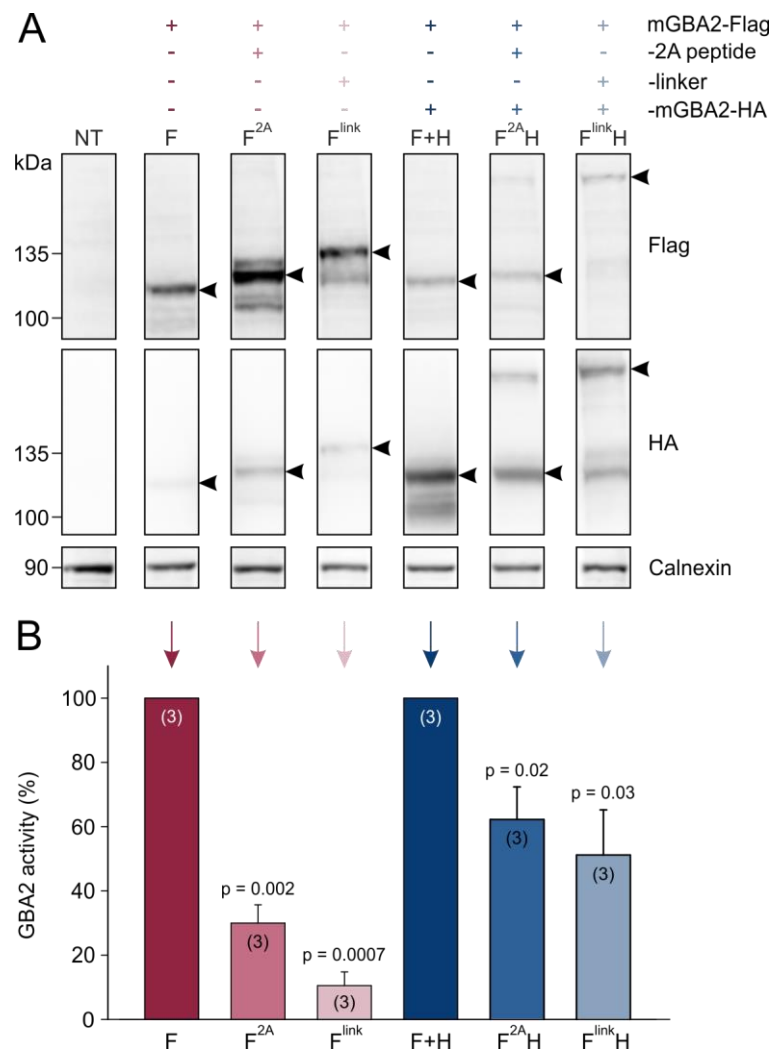 A
+ + + + + + mGBA2-Flag
- + - - + - -2A peptide
- - + - - + -linker
- - - + + + -mGBA2-HA
NT F F2A Flink F+H F2AH FlinkH
kDa
135
100
Flag
135
100
HA
90
Calnexin
B
GBA2 activity (%)
100
80
60
40
20
0
(3) (3) (3) (3) (3) (3)
p = 0.002
p = 0.0007
p = 0.02
p = 0.03
F F2A Flink F+H F2AH FlinkH